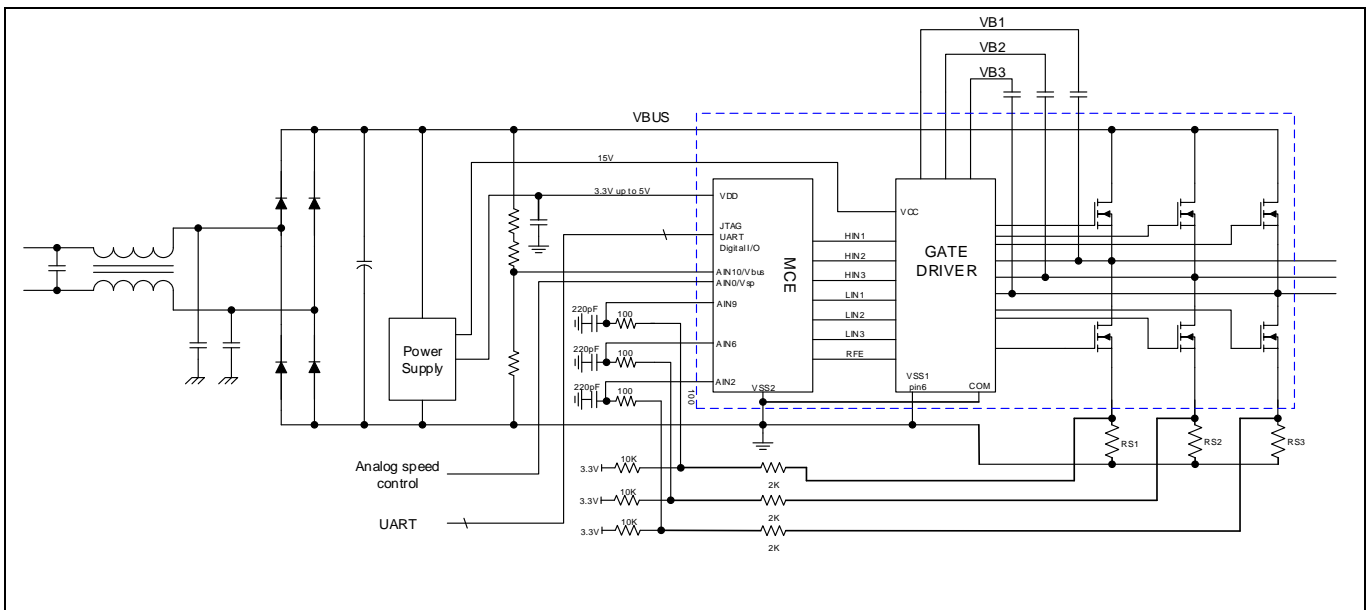 VB1
VB2
VB3
VBUS
15V
3.3V up to 5V
VDD
VCC
JTAG
UART
Digital I/O
AIN10/Vbus
AIN0/Vsp
AIN9
AIN6
AIN2
VSS2
MCE
HIN1
HIN2
HIN3
LIN1
LIN2
LIN3
RFE
GATE
DRIVER
VSS1
pin6
COM
220pF
100
220pF
100
220pF
100
100
Power
Supply
RS1
RS2
RS3
Analog speed
control
UART
3.3V
10K
2K
3.3V
10K
2K
3.3V
10K
2K